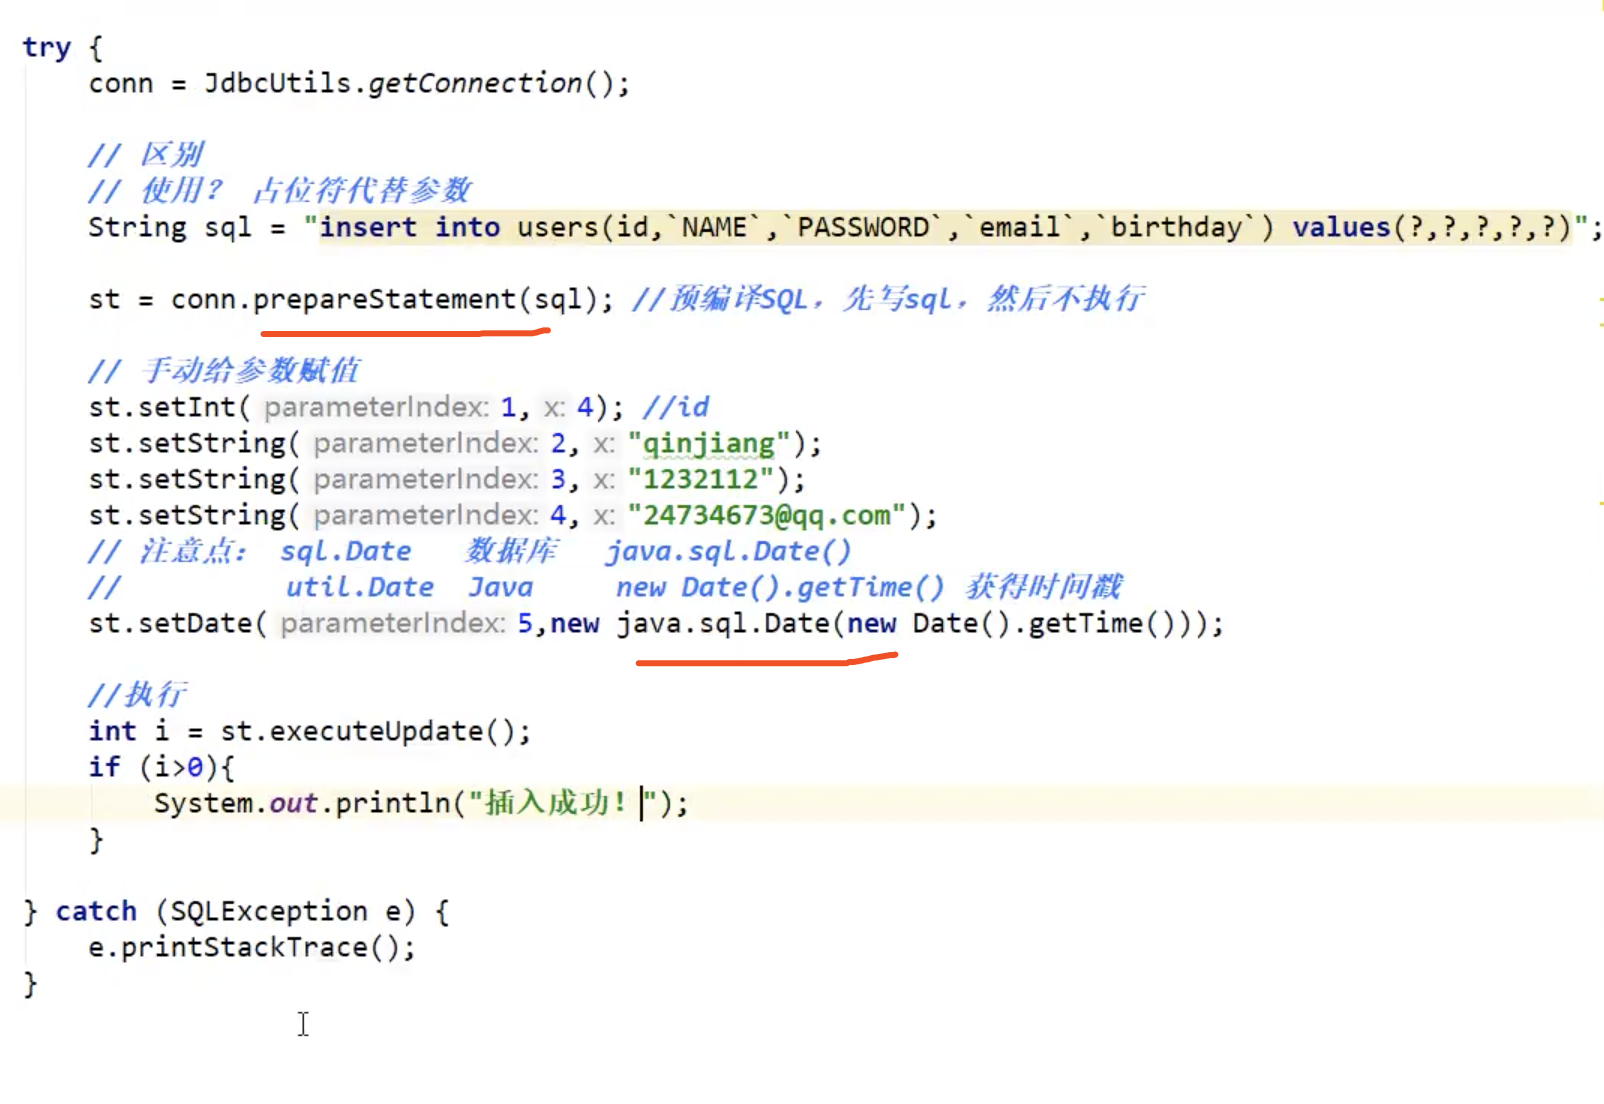 try {
conn = JdbcUtils.getConnection();
// 区别
// 使用？ 占位符代替参数
String sql = "insert into users(id,`NAME`,`PASSWORD`,`email`,`birthday`) values(?,?,?,?,?)";
st = conn.prepareStatement(sql); //预编译SQL，先写sql，然后不执行
// 手动给参数赋值
st.setInt( parameterIndex: 1, x: 4); //id
st.setString( parameterIndex: 2, x: "qinjiang");
st.setString( parameterIndex: 3, x: "1232112");
st.setString( parameterIndex: 4, x: "24734673@qq.com");
// 注意点： sql.Date 数据库 java.sql.Date()
// util.Date Java new Date().getTime() 获得时间戳
st.setDate( parameterIndex: 5,new java.sql.Date(new Date().getTime()));
//执行
int i = st.executeUpdate();
if (i>0){
System.out.println("插入成功！");
}
} catch (SQLException e) {
e.printStackTrace();
}